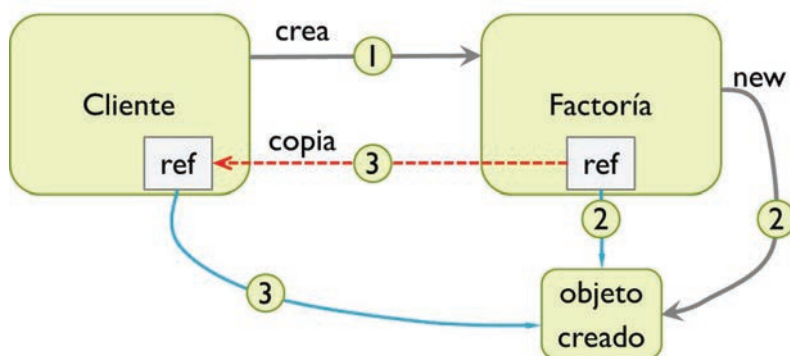 crea
1
Cliente
Factoría
new
copia
ref
3
ref
2
2
3
objeto
creado